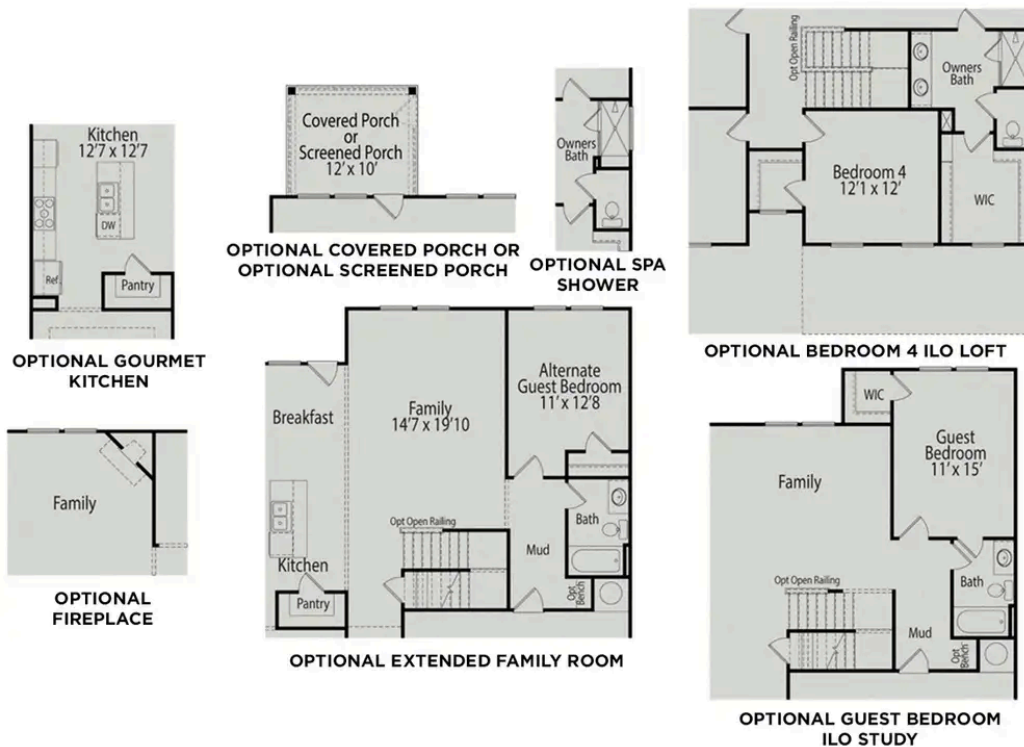 Kitchen
12'7 x 12'7
DW
Ref.
Pantry
OPTIONAL GOURMET
KITCHEN
Covered Porch
or
Screened Porch
12' x 10'
OPTIONAL COVERED PORCH OR
OPTIONAL SCREENED PORCH
Owners
Bath
OPTIONAL SPA
SHOWER
Opt Open Railing
Owners
Bath
Bedroom 4
12'1 x 12'
WIC
OPTIONAL BEDROOM 4 ILO LOFT
Family
OPTIONAL
FIREPLACE
Breakfast
Family
14'7 x 19'10
Alternate
Guest Bedroom
11' x 12'8
Opt Open Railing
Bath
Mud
Kitchen
Pantry
Opt
Bench
OPTIONAL EXTENDED FAMILY ROOM
WIC
Guest
Bedroom
11' x 15'
Family
Opt Open Railing
Bath
Mud
Opt
Bench
OPTIONAL GUEST BEDROOM
ILO STUDY